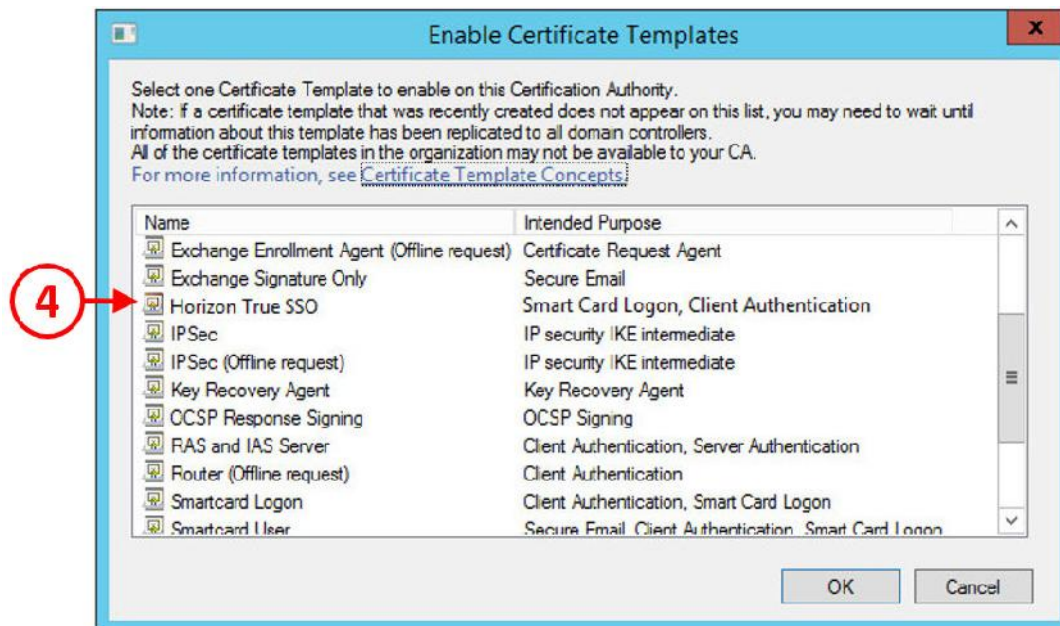 Enable Certificate Templates
x
Select one Certificate Template to enable on this Certification Authority.
Note: If a certificate template that was recently created does not appear on this list, you may need to wait until
information about this template has been replicated to all domain controllers.
All of the certificate templates in the organization may not be available to your CA.
For more information, see Certificate Template Concepts.
Name Intended Purpose
Exchange Enrollment Agent (Offline request) Certificate Request Agent
Exchange Signature Only Secure Email
4 Horizon True SSO Smart Card Logon, Client Authentication
IPSec IP security IKE intermediate
IPSec (Offline request) IP security IKE intermediate
Key Recovery Agent Key Recovery Agent
OCSP Response Signing OCSP Signing
RAS and IAS Server Client Authentication, Server Authentication
Router (Offline request) Client Authentication
Smartcard Logon Client Authentication, Smart Card Logon
Smartcard User Secure Email, Client Authentication, Smart Card Logon
OK Cancel